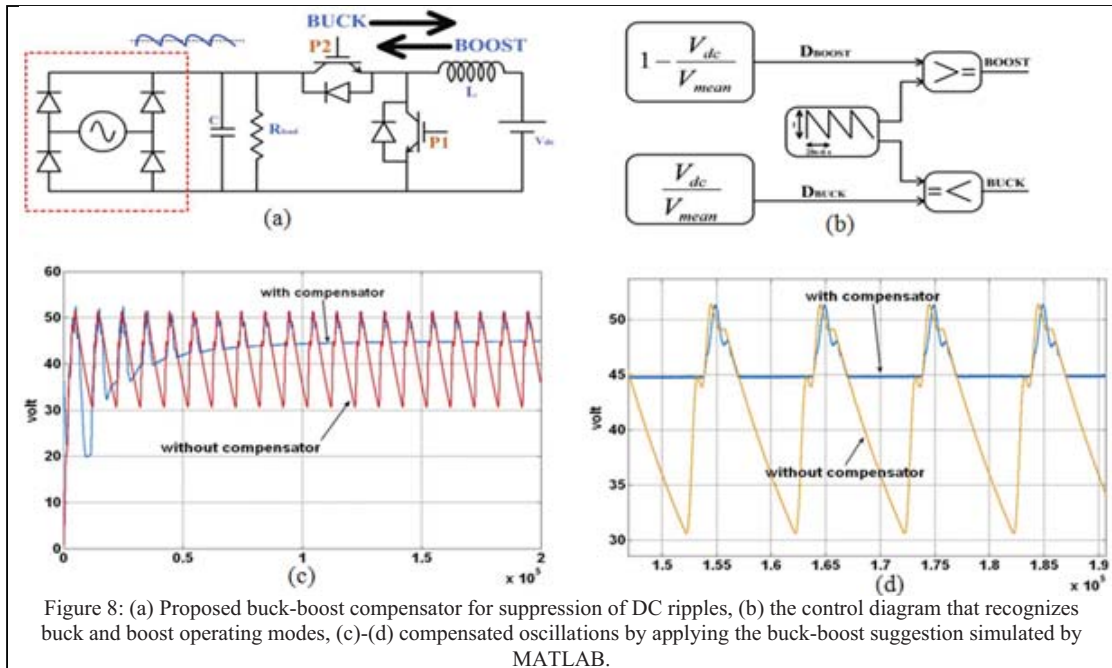 BUCK
P2
BOOST
L
C
Rload
P1
Vdc
(a)
1 - Vdc / Vmean
DBOOST
>=
BOOST
Vdc / Vmean
DBUCK
=<
BUCK
(b)
60
50
40
30
20
10
0
volt
with compensator
without compensator
0
0.5
1
1.5
2
x 10^5
(c)
50
45
40
35
30
volt
with compensator
without compensator
1.5
1.55
1.6
1.65
1.7
1.75
1.8
1.85
1.9
x 10^5
(d)
Figure 8: (a) Proposed buck-boost compensator for suppression of DC ripples, (b) the control diagram that recognizes
buck and boost operating modes, (c)-(d) compensated oscillations by applying the buck-boost suggestion simulated by
MATLAB.